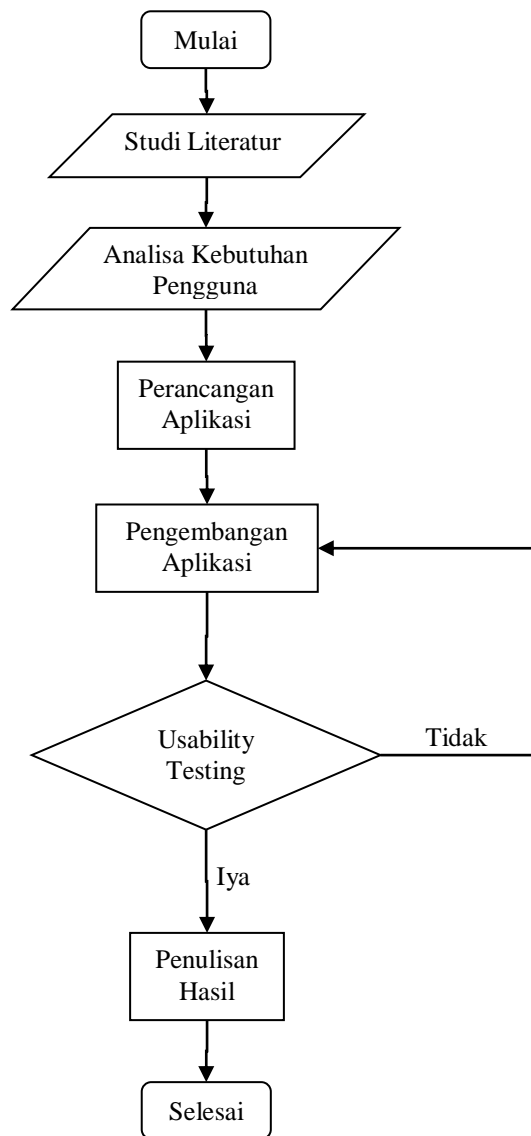 Mulai
Studi Literatur
Analisa Kebutuhan
Pengguna
Perancangan
Aplikasi
Pengembangan
Aplikasi
Usability
Testing
Tidak
Iya
Penulisan
Hasil
Selesai